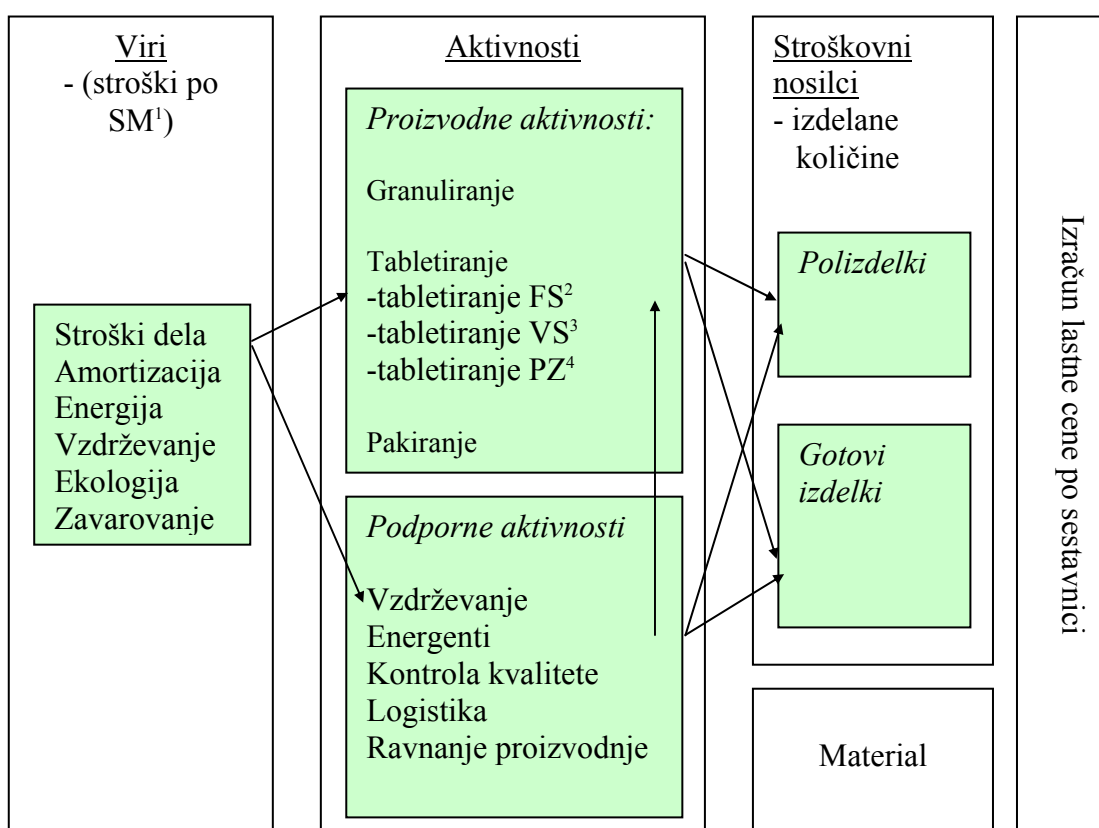 Viri
- (stroški po
SM¹)
Stroški dela
Amortizacija
Energija
Vzdrževanje
Ekologija
Zavarovanje
Aktivnosti
Proizvodne aktivnosti:
Granuliranje
Tabletiranje
-tabletiranje FS²
-tabletiranje VS³
-tabletiranje PZ⁴
Pakiranje
Podporne aktivnosti
Vzdrževanje
Energenti
Kontrola kvalitete
Logistika
Ravnanje proizvodnje
Stroškovni
nosilci
- izdelane
količine
Polizdelki
Gotovi
izdelki
Material
Izračun lastne cene po sestavnici